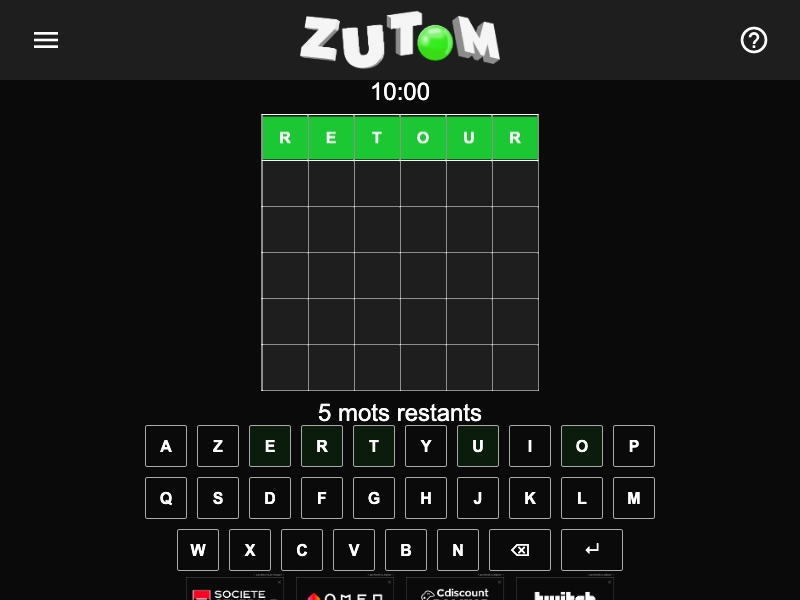 ZUTOM
10:00
R E T O U R
5 mots restants
A Z E R T Y U I O P
Q S D F G H J K L M
W X C V B N
SOCIETE OMEN Cdiscount twitch